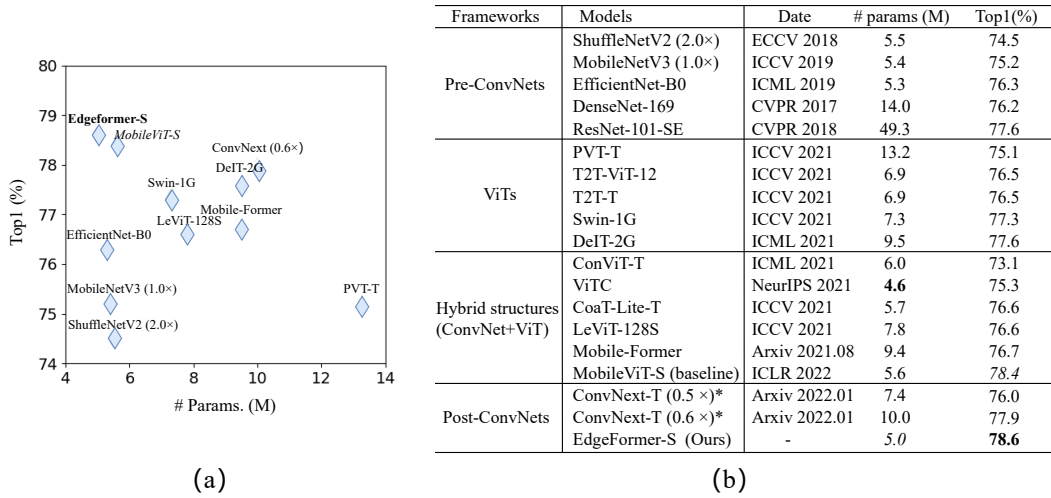 80
79
78
77
76
75
74
Top1 (%)
Edgeformer-S
MobileViT-S
ConvNext (0.6×)
DeIT-2G
Swin-1G
Mobile-Former
LeViT-128S
EfficientNet-B0
MobileNetV3 (1.0×)
PVT-T
ShuffleNetV2 (2.0×)
4 6 8 10 12 14
# Params. (M)
(a)
Frameworks Models Date # params (M) Top1(%)
Pre-ConvNets
ShuffleNetV2 (2.0×) ECCV 2018 5.5 74.5
MobileNetV3 (1.0×) ICCV 2019 5.4 75.2
EfficientNet-B0 ICML 2019 5.3 76.3
DenseNet-169 CVPR 2017 14.0 76.2
ResNet-101-SE CVPR 2018 49.3 77.6
ViTs
PVT-T ICCV 2021 13.2 75.1
T2T-ViT-12 ICCV 2021 6.9 76.5
T2T-T ICCV 2021 6.9 76.5
Swin-1G ICCV 2021 7.3 77.3
DeIT-2G ICML 2021 9.5 77.6
Hybrid structures
(ConvNet+ViT)
ConViT-T ICML 2021 6.0 73.1
ViTC NeurIPS 2021 4.6 75.3
CoaT-Lite-T ICCV 2021 5.7 76.6
LeViT-128S ICCV 2021 7.8 76.6
Mobile-Former Arxiv 2021.08 9.4 76.7
MobileViT-S (baseline) ICLR 2022 5.6 78.4
Post-ConvNets
ConvNext-T (0.5 ×)* Arxiv 2022.01 7.4 76.0
ConvNext-T (0.6 ×)* Arxiv 2022.01 10.0 77.9
EdgeFormer-S (Ours) - 5.0 78.6
(b)